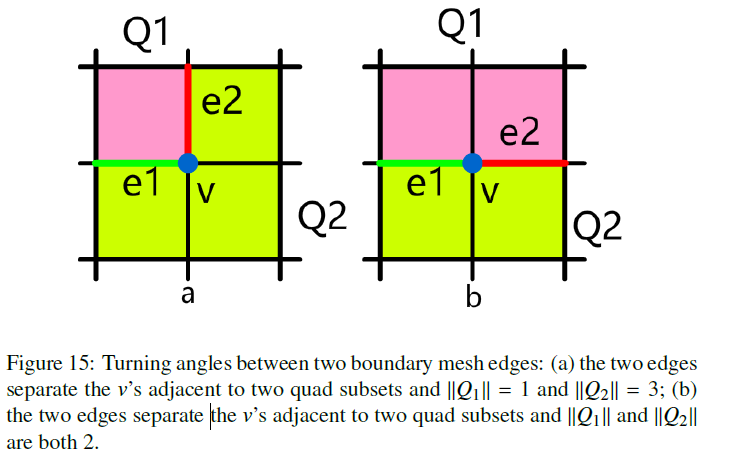 Q1
Q1
e2
e2
e1
v
e1
v
Q2
Q2
a
b
Figure 15: Turning angles between two boundary mesh edges: (a) the two edges
separate the v's adjacent to two quad subsets and ||Q₁|| = 1 and ||Q₂|| = 3; (b)
the two edges separate the v's adjacent to two quad subsets and ||Q₁|| and ||Q₂||
are both 2.